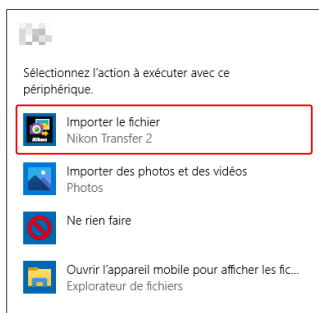 Sélectionnez l'action à exécuter avec ce
périphérique.
Importer le fichier
Nikon Transfer 2
Importer des photos et des vidéos
Photos
Ne rien faire
Ouvrir l'appareil mobile pour afficher les fic...
Explorateur de fichiers